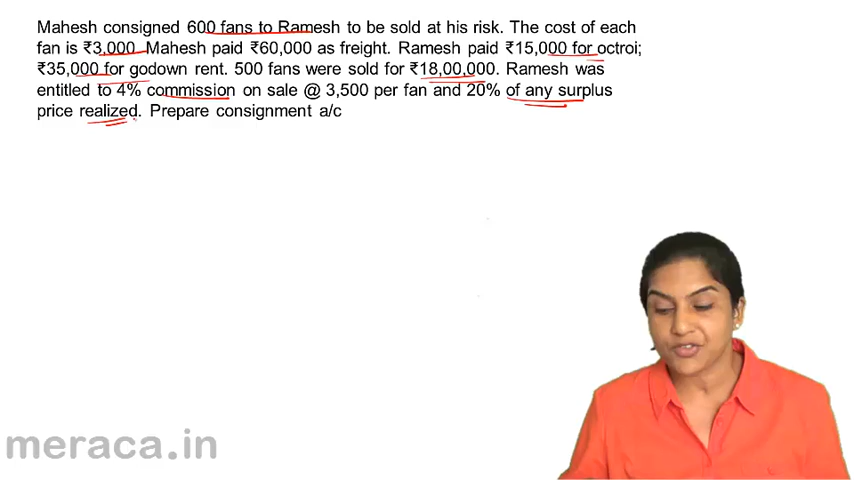 Mahesh consigned 600 fans to Ramesh to be sold at his risk. The cost of each
fan is ₹3,000. Mahesh paid ₹60,000 as freight. Ramesh paid ₹15,000 for octroi;
₹35,000 for godown rent. 500 fans were sold for ₹18,00,000. Ramesh was
entitled to 4% commission on sale @ 3,500 per fan and 20% of any surplus
price realized. Prepare consignment a/c
meraca.in